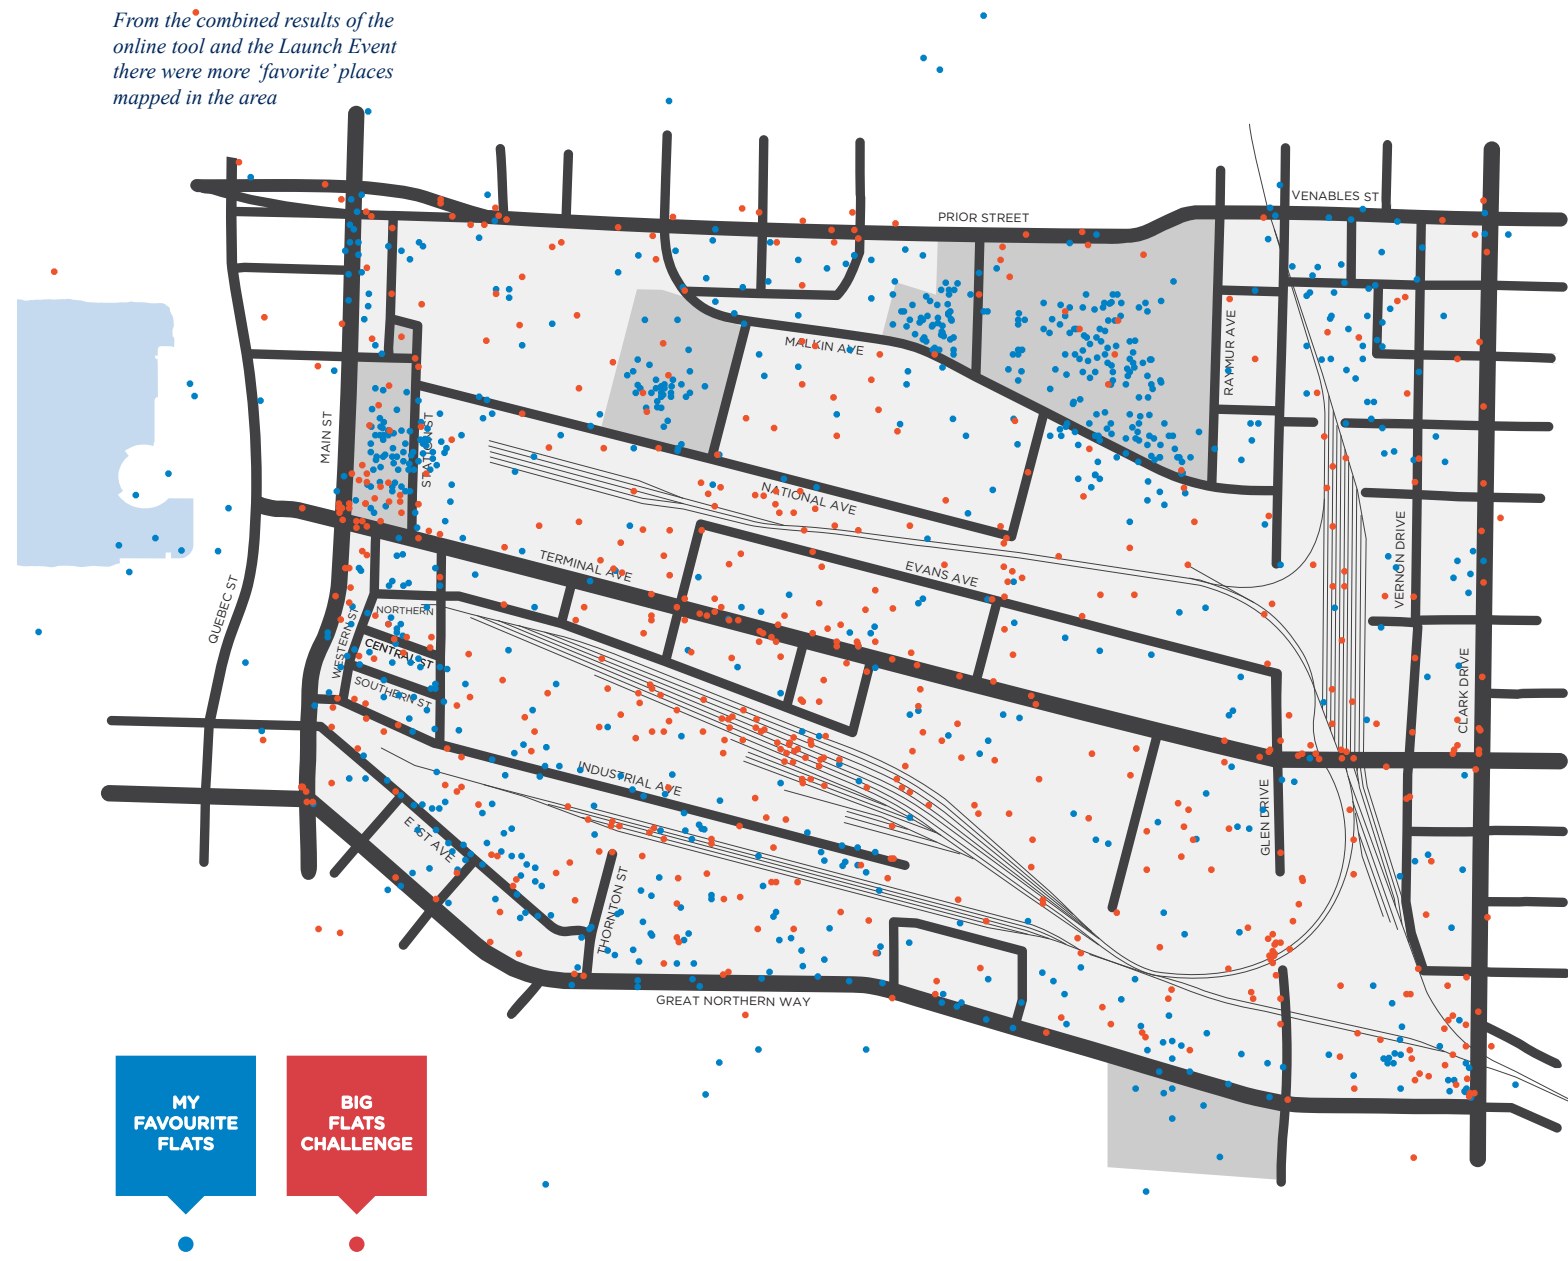 From the combined results of the
online tool and the Launch Event
there were more ‘favorite’ places
mapped in the area
VENABLES ST
PRIOR STREET
MALKIN AVE
RAYMUR AVE
MAIN ST
STATION ST
NATIONAL AVE
TERMINAL AVE
EVANS AVE
VERNON DRIVE
QUEBEC ST
NORTHERN
WESTERN ST
CENTRAL ST
SOUTHERN ST
CLARK DRIVE
INDUSTRIAL AVE
GLEN DRIVE
E 1ST AVE
THORNTON ST
GREAT NORTHERN WAY
MY
FAVOURITE
FLATS
BIG
FLATS
CHALLENGE